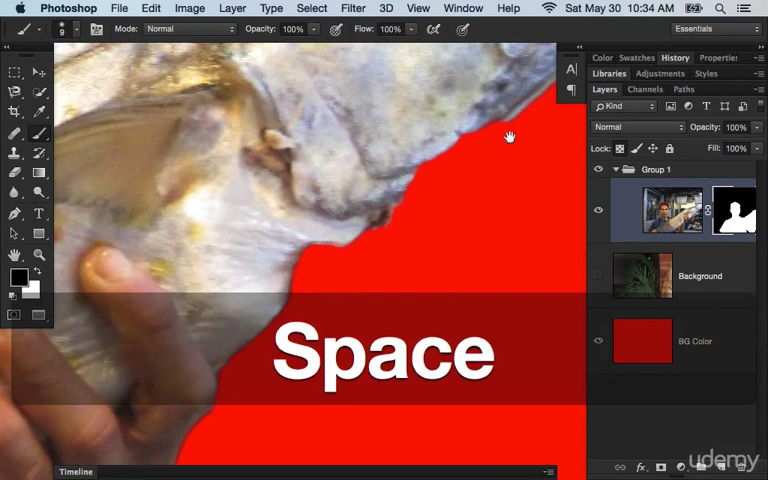 Photoshop File Edit Image Layer Type Select Filter 3D View Window Help Sat May 30 10:34 AM
9 Mode: Normal Opacity: 100% Flow: 100% Essentials
Color Swatches History Properties
Libraries Adjustments Styles
Layers Channels Paths
Kind
Normal Opacity: 100%
Lock: Fill: 100%
Group 1
Background
BG Color
Space
Timeline
fx
udemy